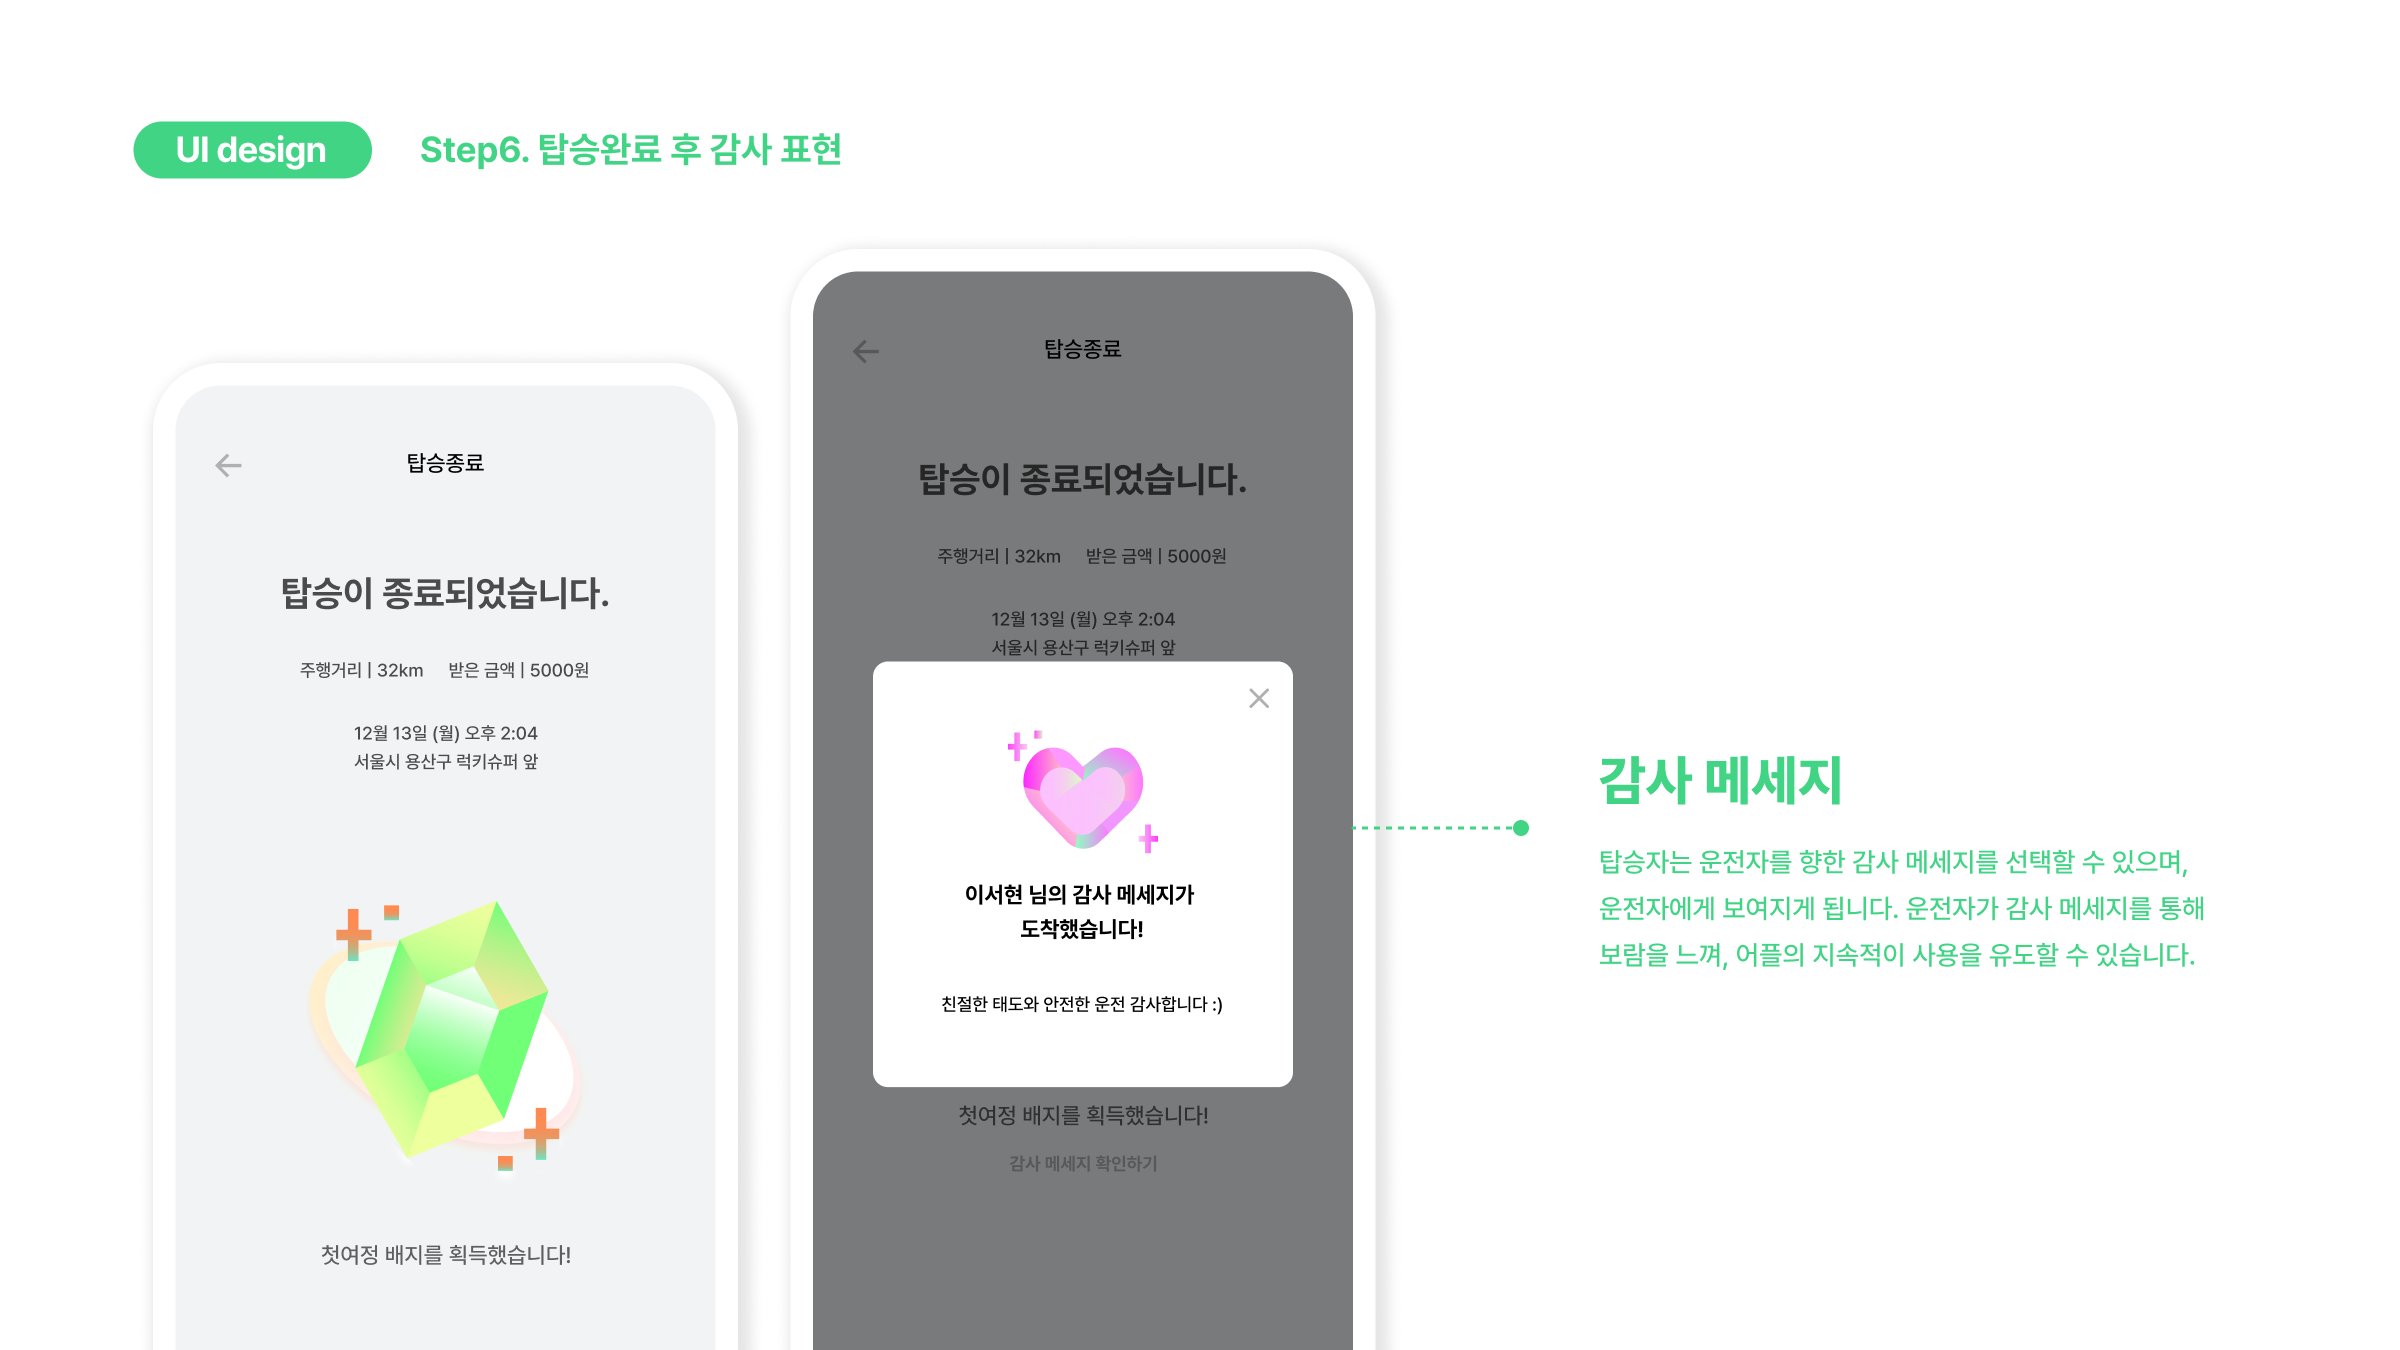 UI design
Step6. 탑승완료 후 감사 표현
탑승종료
탑승이 종료되었습니다.
주행거리 | 32km 받은 금액 | 5000원
12월 13일 (월) 오후 2:04
서울시 용산구 럭키슈퍼 앞
첫여정 배지를 획득했습니다!
탑승종료
탑승이 종료되었습니다.
주행거리 | 32km 받은 금액 | 5000원
12월 13일 (월) 오후 2:04
서울시 용산구 럭키슈퍼 앞
이서현 님의 감사 메세지가
도착했습니다!
친절한 태도와 안전한 운전 감사합니다 :)
첫여정 배지를 획득했습니다!
감사 메세지 확인하기
감사 메세지
탑승자는 운전자를 향한 감사 메세지를 선택할 수 있으며,
운전자에게 보여지게 됩니다. 운전자가 감사 메세지를 통해
보람을 느껴, 어플의 지속적이 사용을 유도할 수 있습니다.